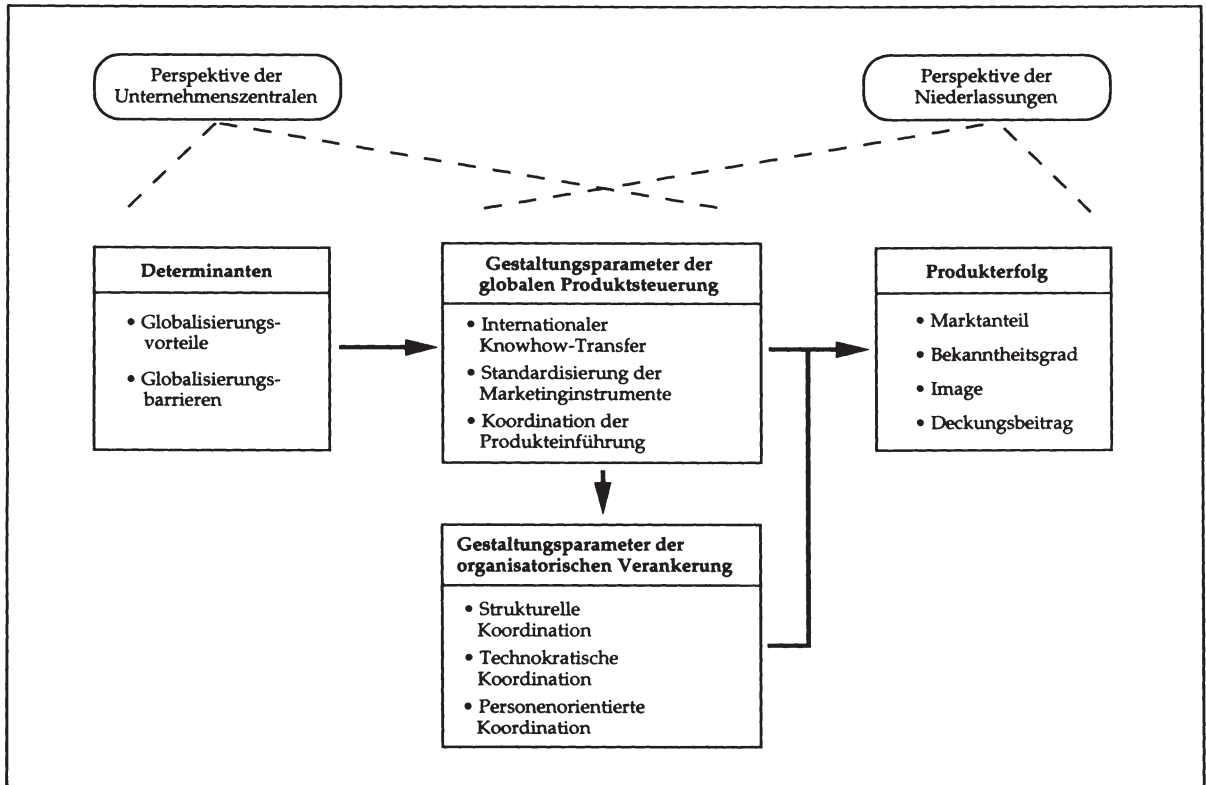 Perspektive der
Unternehmenszentralen
Perspektive der
Niederlassungen
Determinanten
• Globalisierungs-
vorteile
• Globalisierungs-
barrieren
Gestaltungsparameter der
globalen Produktsteuerung
• Internationaler
Knowhow-Transfer
• Standardisierung der
Marketinginstrumente
• Koordination der
Produkteinführung
Produkterfolg
• Marktanteil
• Bekanntheitsgrad
• Image
• Deckungsbeitrag
Gestaltungsparameter der
organisatorischen Verankerung
• Strukturelle
Koordination
• Technokratische
Koordination
• Personenorientierte
Koordination